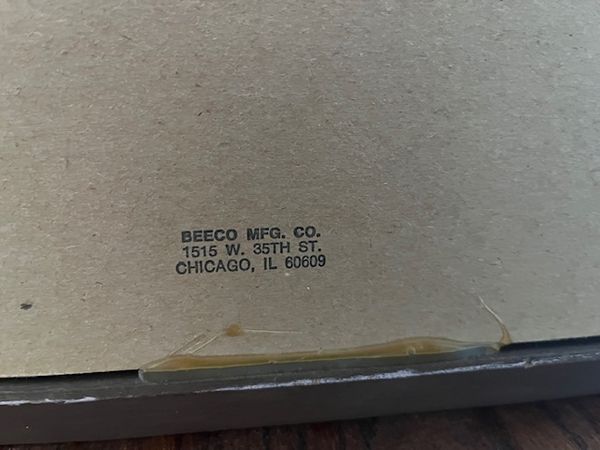 BEECO MFG. CO.
1515 W. 35TH ST.
CHICAGO, IL 60609